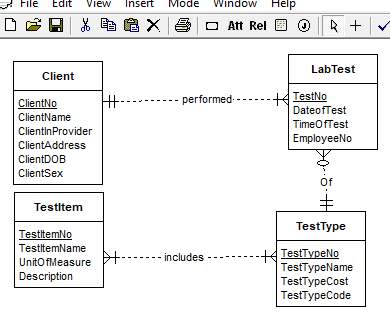 File Edit View Insert Mode Window Help
Att Rel
Client
ClientNo
ClientName
ClientInProvider
ClientAddress
ClientDOB
ClientSex
performed
LabTest
TestNo
DateofTest
TimeOfTest
EmployeeNo
Of
TestItem
TestItemNo
TestItemName
UnitOfMeasure
Description
includes
TestType
TestTypeNo
TestTypeName
TestTypeCost
TestTypeCode